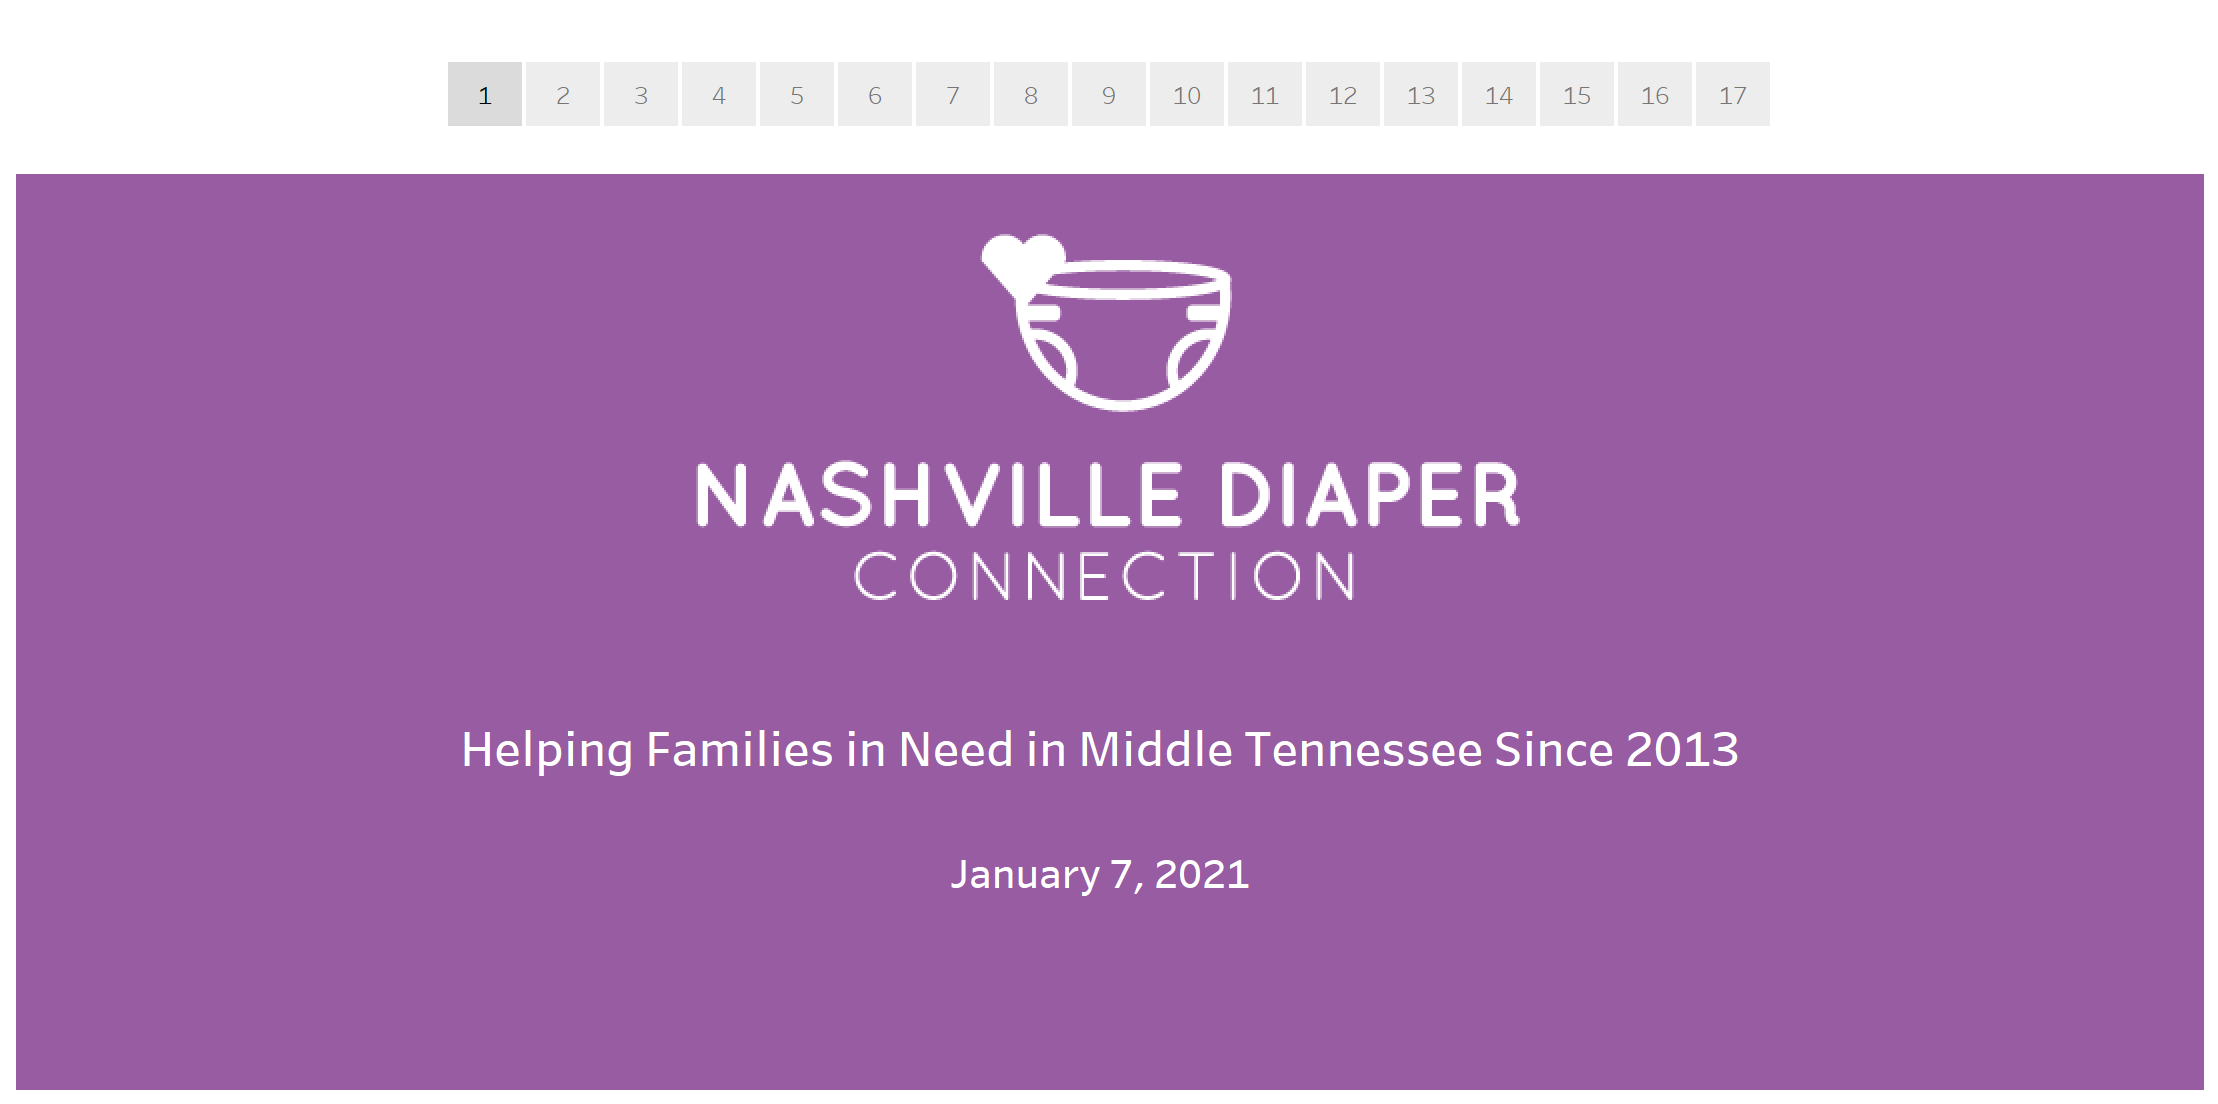 1 2 3 4 5 6 7 8 9 10 11 12 13 14 15 16 17
NASHVILLE DIAPER
CONNECTION
Helping Families in Need in Middle Tennessee Since 2013
January 7, 2021